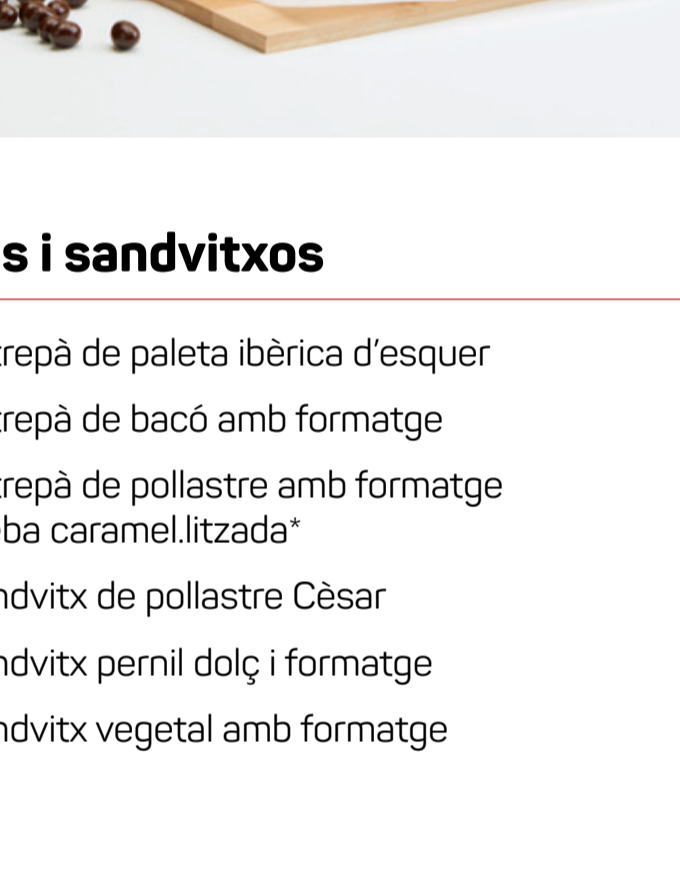 s i sandvitxos
trepà de paleta ibèrica d’esquer
trepà de bacó amb formatge
trepà de pollastre amb formatge
ba caramel.litzada*
ndvitx de pollastre Cèsar
ndvitx pernil dolç i formatge
ndvitx vegetal amb formatge